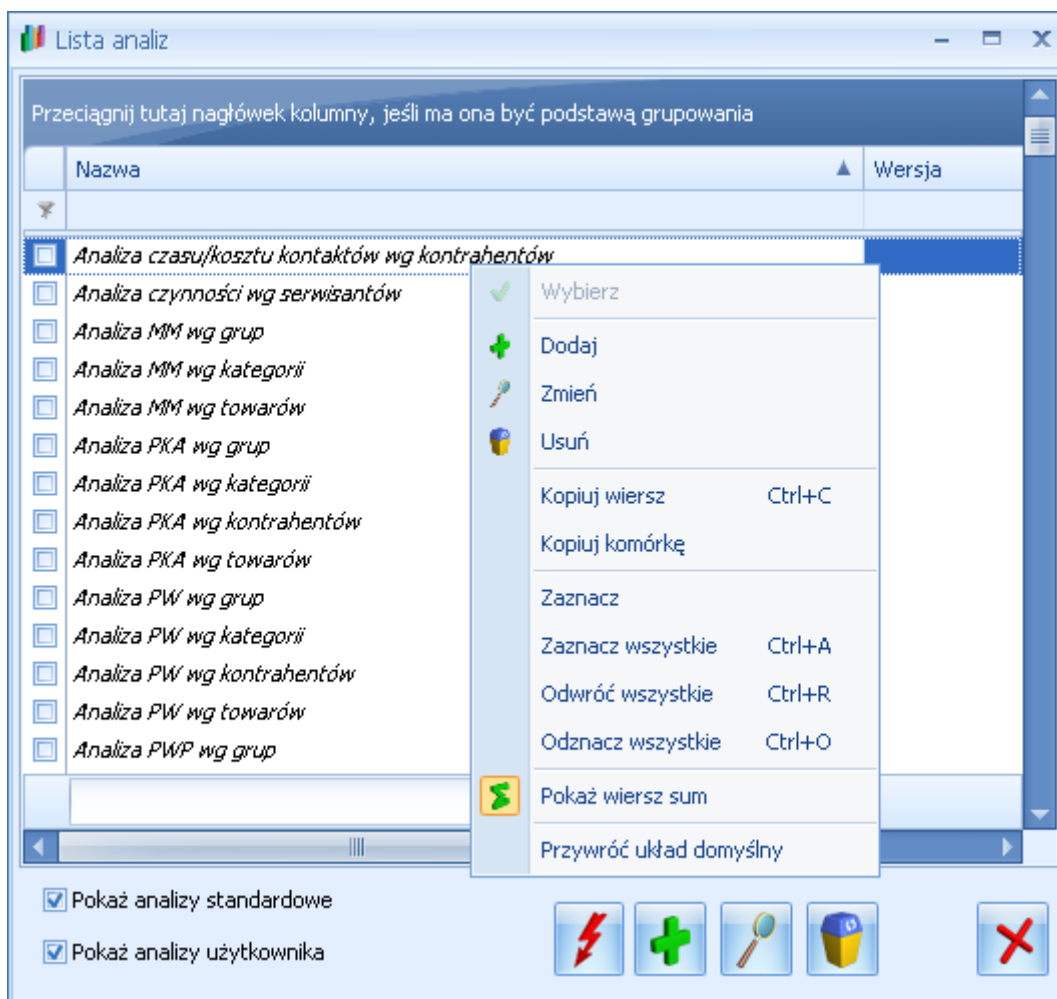 Lista analiz
Przeciągnij tutaj nagłówek kolumny, jeśli ma ona być podstawą grupowania
Nazwa Wersja
Analiza czasu/kosztu kontaktów wg kontrahentów
Analiza czynności wg serwisantów
Analiza MM wg grup
Analiza MM wg kategorii
Analiza MM wg towarów
Analiza PKA wg grup
Analiza PKA wg kategorii
Analiza PKA wg kontrahentów
Analiza PKA wg towarów
Analiza PW wg grup
Analiza PW wg kategorii
Analiza PW wg kontrahentów
Analiza PW wg towarów
Analiza PWP wg grup
Wybierz
Dodaj
Zmień
Usuń
Kopiuj wiersz Ctrl+C
Kopiuj komórkę
Zaznacz
Zaznacz wszystkie Ctrl+A
Odwróć wszystkie Ctrl+R
Odznacz wszystkie Ctrl+O
Pokaż wiersz sum
Przywróć układ domyślny
Pokaż analizy standardowe
Pokaż analizy użytkownika